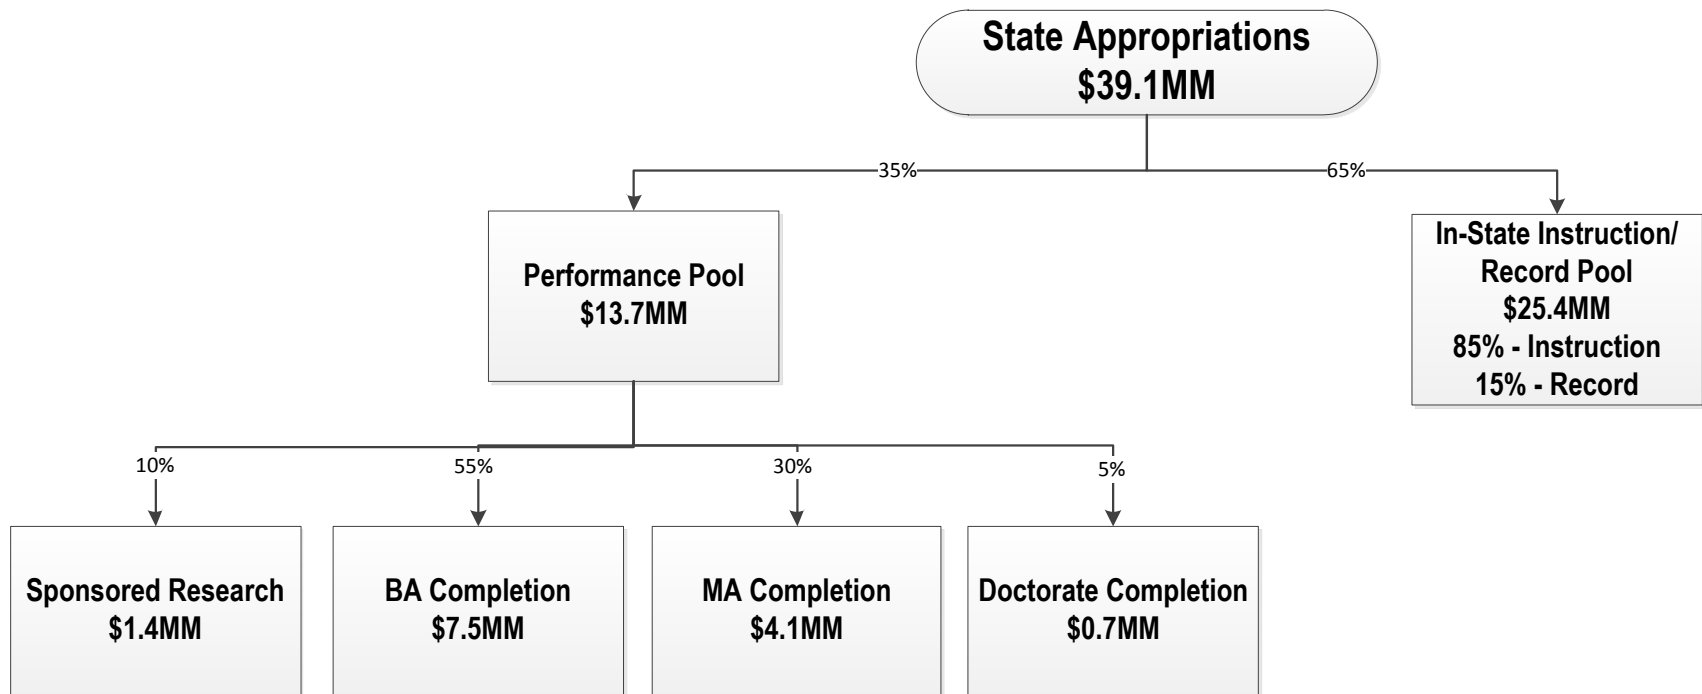 State Appropriations
$39.1MM
35%
65%
Performance Pool
$13.7MM
In-State Instruction/
Record Pool
$25.4MM
85% - Instruction
15% - Record
10%
55%
30%
5%
Sponsored Research
$1.4MM
BA Completion
$7.5MM
MA Completion
$4.1MM
Doctorate Completion
$0.7MM